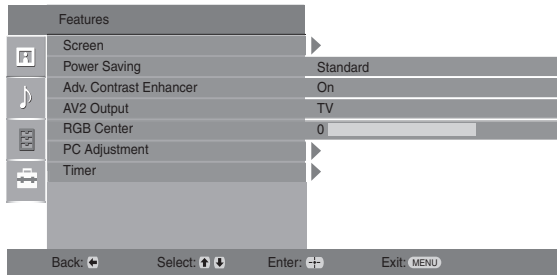 Features
Screen
Power Saving Standard
Adv. Contrast Enhancer On
AV2 Output TV
RGB Center 0
PC Adjustment
Timer
Back: Select: Enter: Exit: MENU